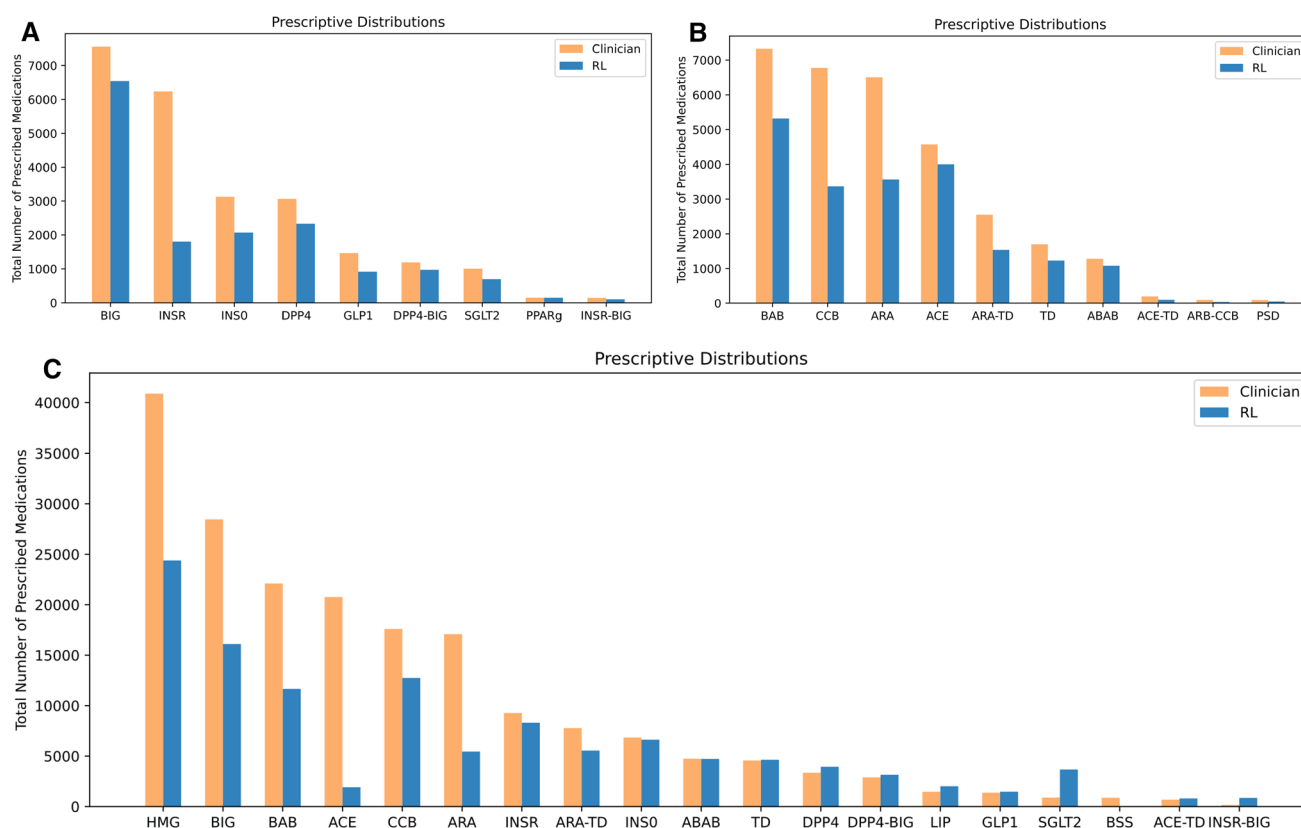 A
Prescriptive Distributions
Total Number of Prescribed Medications
7000
6000
5000
4000
3000
2000
1000
0
Clinician
RL
BIG INSR INS0 DPP4 GLP1 DPP4-BIG SGLT2 PPARg INSR-BIG
B
Prescriptive Distributions
Total Number of Prescribed Medications
7000
6000
5000
4000
3000
2000
1000
0
Clinician
RL
BAB CCB ARA ACE ARA-TD TD ABAB ACE-TD ARB-CCB PSD
C
Prescriptive Distributions
Total Number of Prescribed Medications
40000
35000
30000
25000
20000
15000
10000
5000
0
Clinician
RL
HMG BIG BAB ACE CCB ARA INSR ARA-TD INS0 ABAB TD DPP4 DPP4-BIG LIP GLP1 SGLT2 BSS ACE-TD INSR-BIG